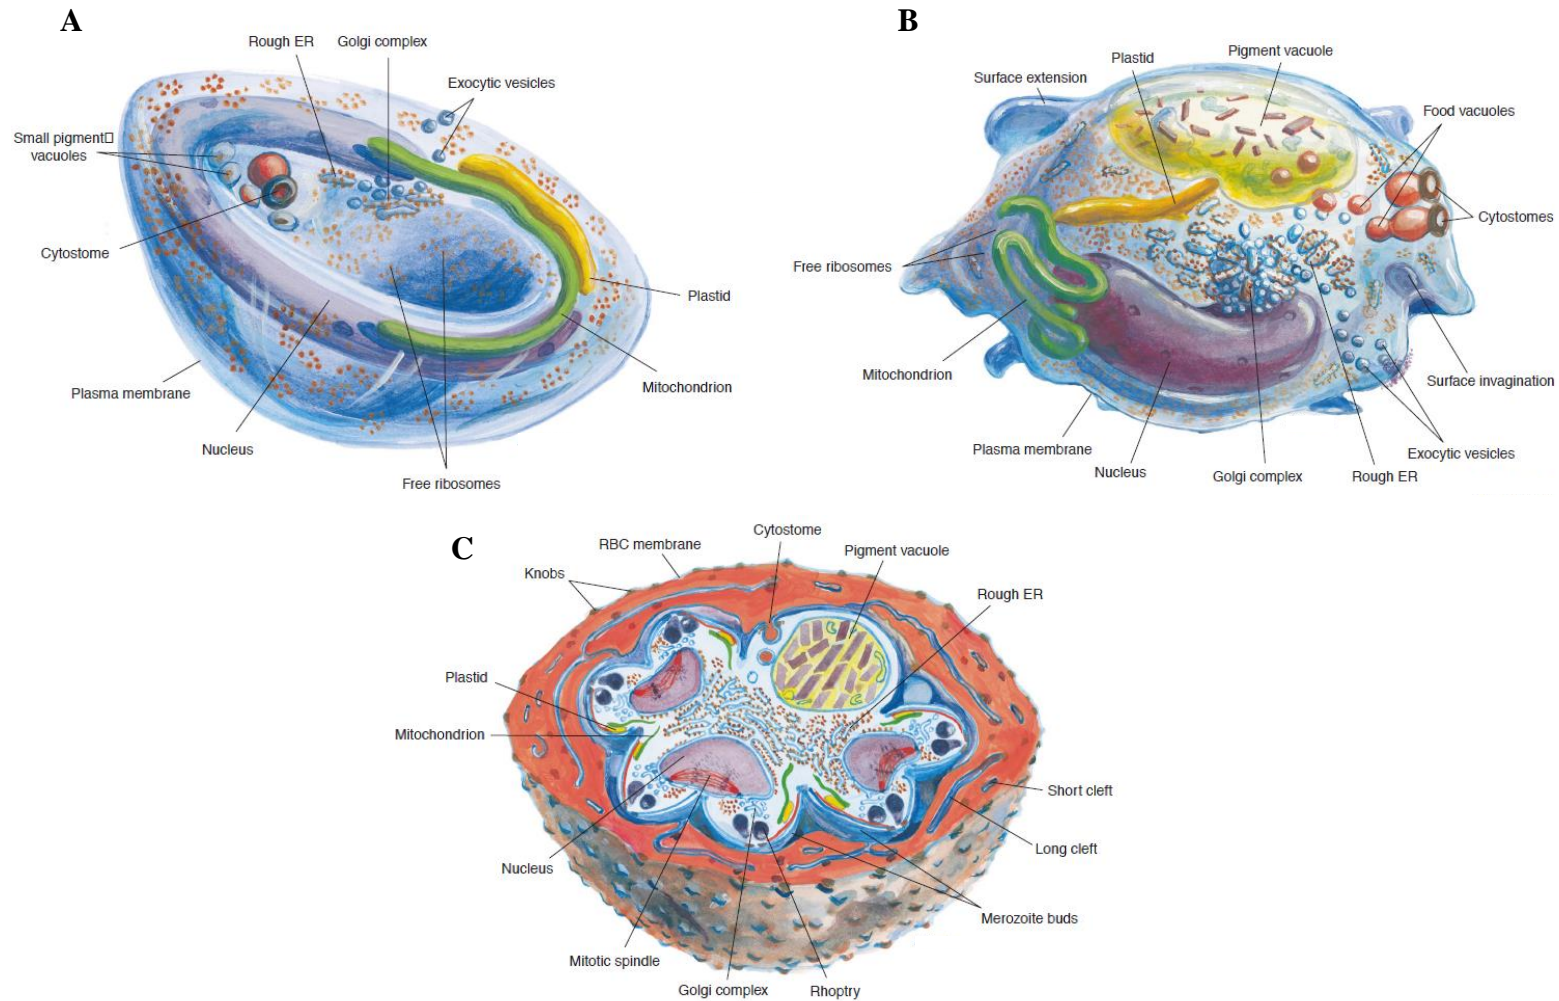 A
Rough ER
Golgi complex
Exocytic vesicles
Small pigment□
vacuoles
Cytostome
Plastid
Plasma membrane
Mitochondrion
Nucleus
Free ribosomes
B
Pigment vacuole
Plastid
Surface extension
Food vacuoles
Cytostomes
Free ribosomes
Mitochondrion
Surface invagination
Plasma membrane
Exocytic vesicles
Nucleus
Golgi complex
Rough ER
C
Cytostome
RBC membrane
Pigment vacuole
Knobs
Rough ER
Plastid
Mitochondrion
Short cleft
Long cleft
Nucleus
Merozoite buds
Mitotic spindle
Golgi complex
Rhoptry